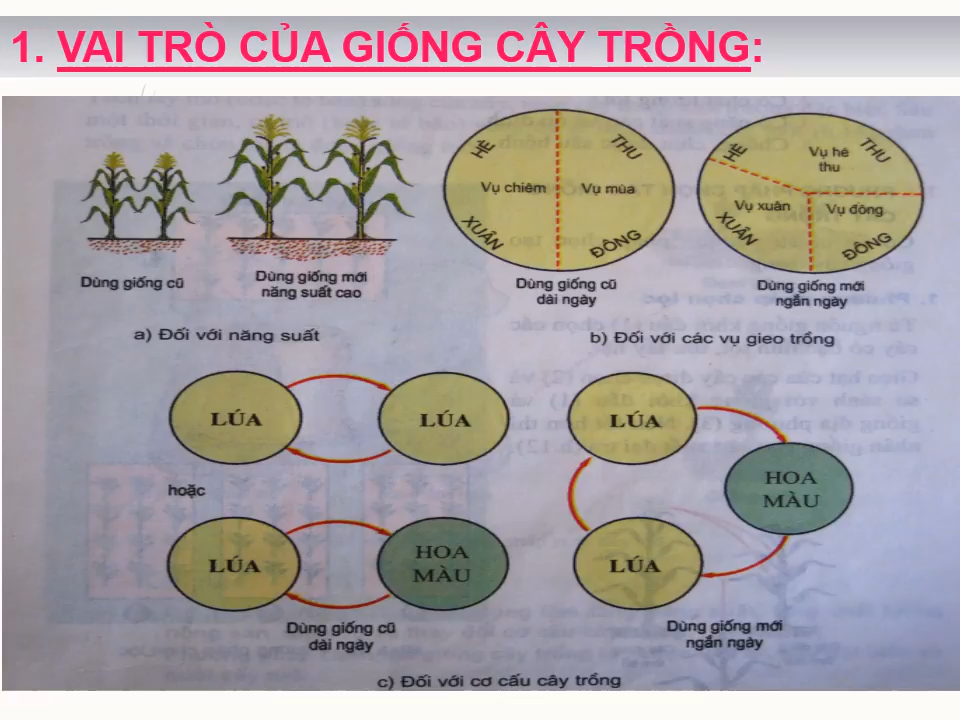 1. VAI TRÒ CỦA GIỐNG CÂY TRỒNG:
Dùng giống cũ
Dùng giống mới
năng suất cao
a) Đối với năng suất
HÈ
THU
Vụ chiêm
Vụ mùa
XUÂN
ĐÔNG
Dùng giống cũ
dài ngày
HÈ
THU
Vụ hé
thu
Vụ xuân
Vụ đông
XUÂN
ĐÔNG
Dùng giống mới
ngắn ngày
b) Đối với các vụ gieo trồng
LÚA
LÚA
hoặc
LÚA
HOA
MÀU
Dùng giống cũ
dài ngày
LÚA
HOA
MÀU
LÚA
Dùng giống mới
ngắn ngày
c) Đối với cơ cấu cây trồng